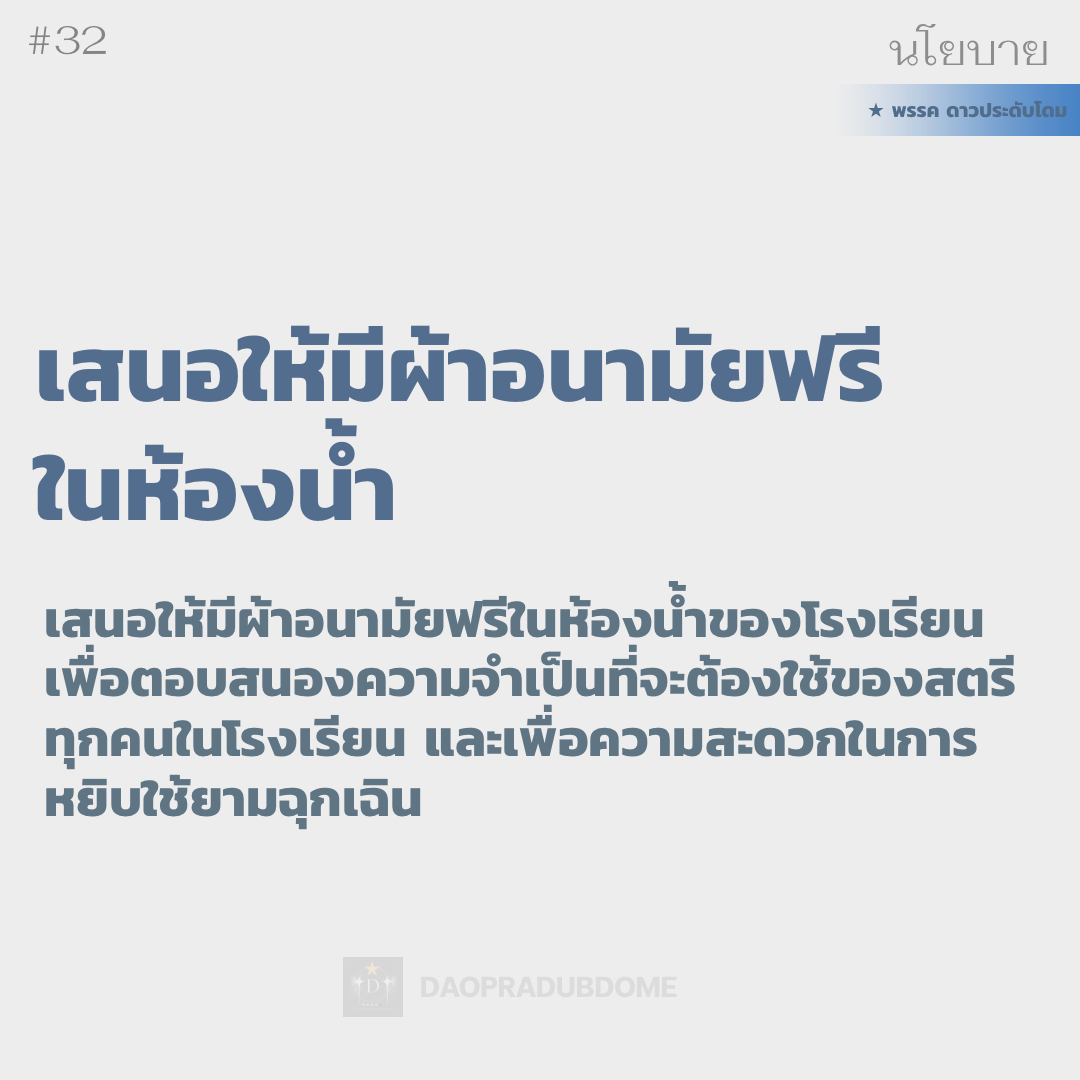 #32
นโยบาย
★ พรรค ดาวประดับโดม
เสนอให้มีผ้าอนามัยฟรี
ในห้องน้ำ
เสนอให้มีผ้าอนามัยฟรีในห้องน้ำของโรงเรียน
เพื่อตอบสนองความจำเป็นที่จะต้องใช้ของสตรี
ทุกคนในโรงเรียน และเพื่อความสะดวกในการ
หยิบใช้ยามฉุกเฉิน
D
DAOPRADUBDOME